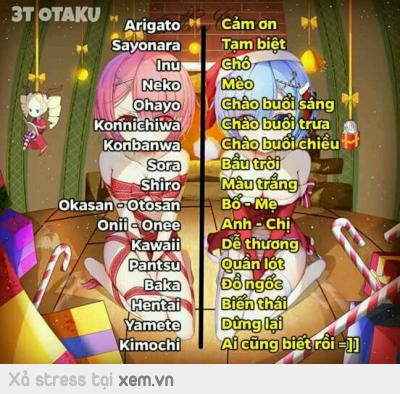 3T OTAKU
Arigato Cảm ơn
Sayonara Tạm biệt
Inu Chó
Neko Mèo
Ohayo Chào buổi sáng
Konnichiwa Chào buổi trưa
Konbanwa Chào buổi chiều
Sora Bầu trời
Shiro Màu trắng
Okasan - Otosan Bố - Mẹ
Onii - Onee Anh - Chị
Kawaii Dễ thương
Pantsu Quần lót
Baka Đồ ngốc
Hentai Biến thái
Yamete Dừng lại
Kimochi Ai cũng biết rồi =]]
Xả stress tại xem.vn